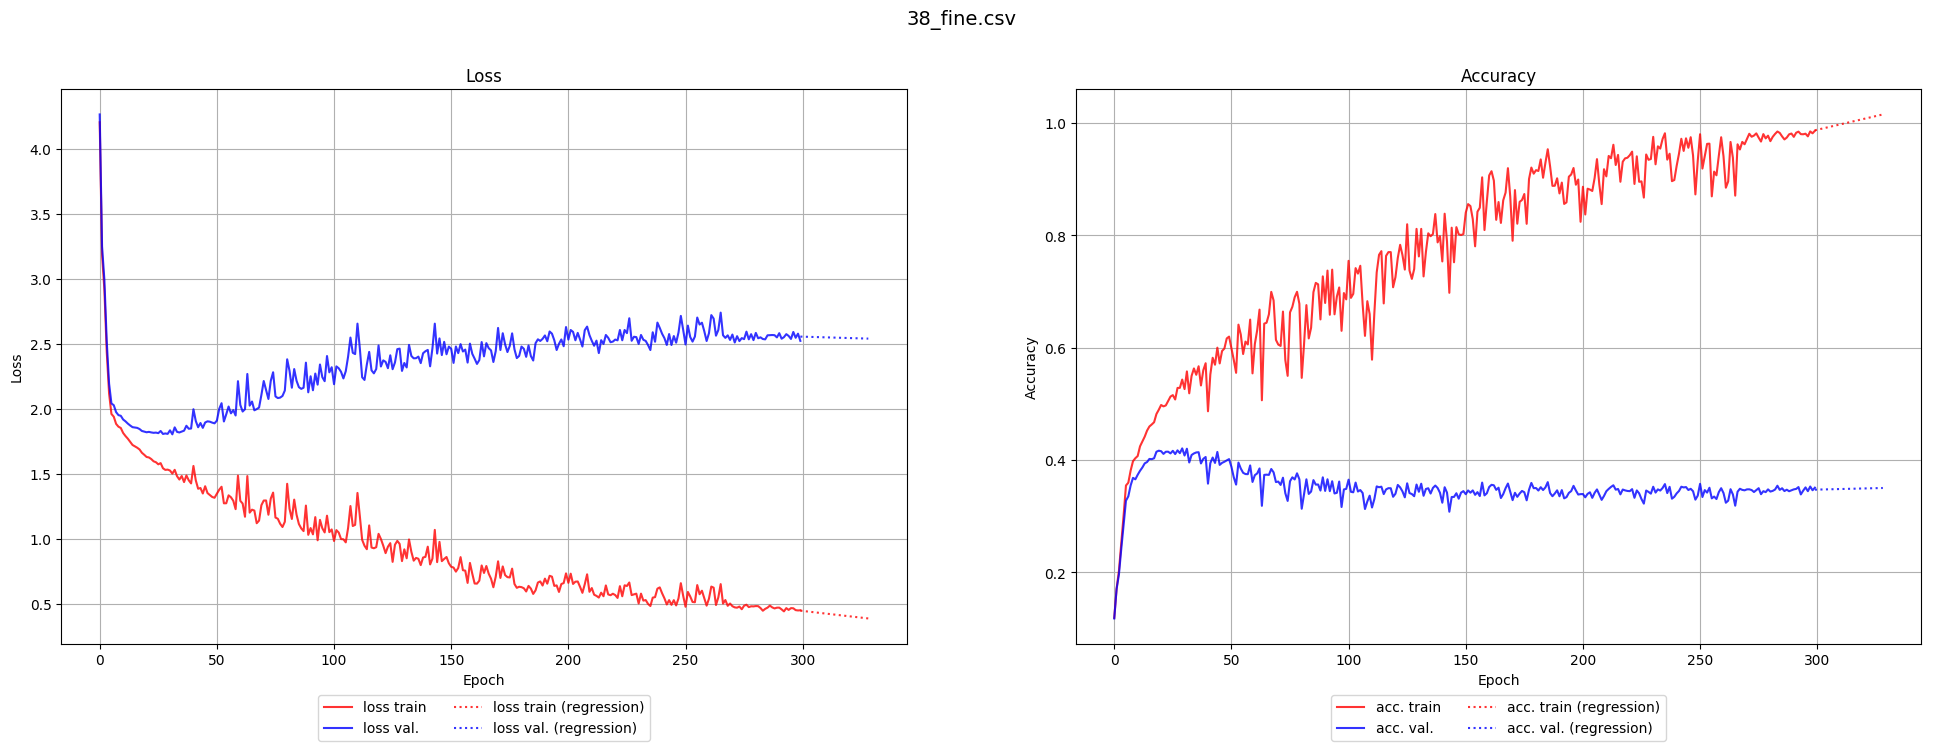 38_fine.csv
Loss
Loss
4.0
3.5
3.0
2.5
2.0
1.5
1.0
0.5
0 50 100 150 200 250 300
Epoch
loss train
loss val.
loss train (regression)
loss val. (regression)
Accuracy
Accuracy
1.0
0.8
0.6
0.4
0.2
0 50 100 150 200 250 300
Epoch
acc. train
acc. val.
acc. train (regression)
acc. val. (regression)